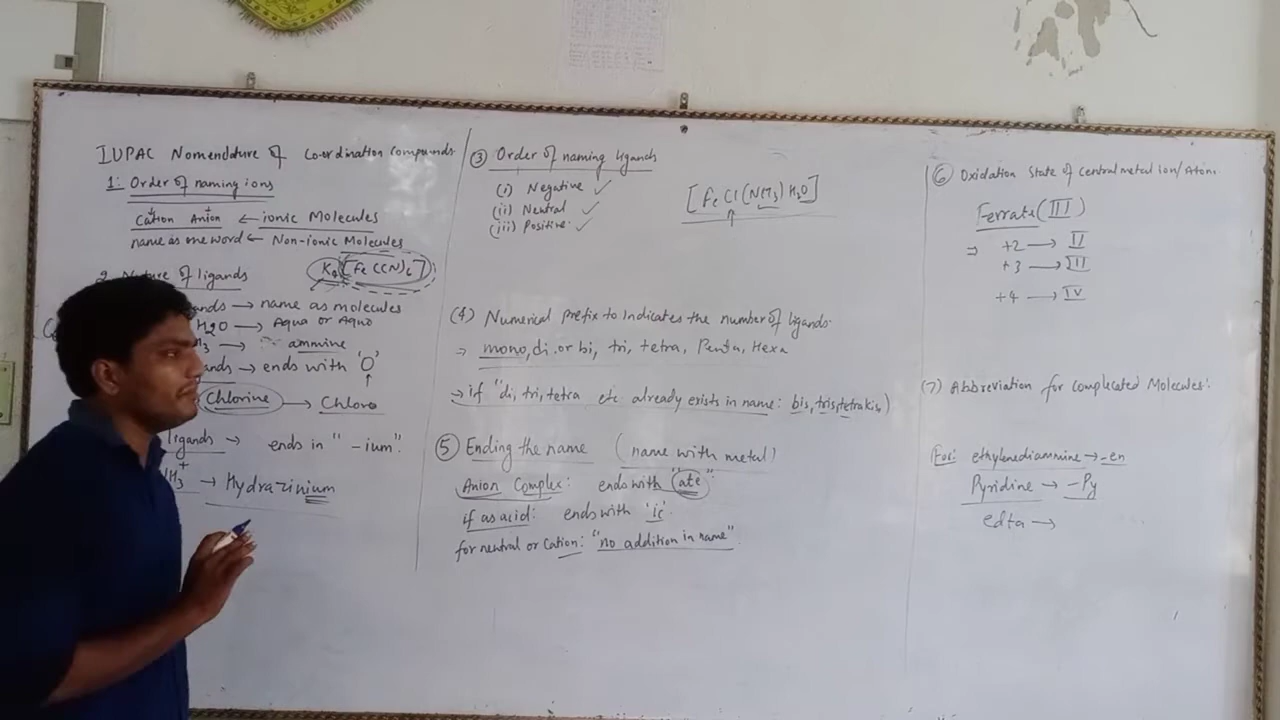 IUPAC Nomenclature of Co-ordination Compounds
1: Order of naming ions
Cation Anion ← ionic Molecules
name as one word ← Non-ionic Molecules
K4[Fe(CN)6]
2 of ligands
→ name as molecules
H2O → Aqua or Aquo
→ ammine
→ ends with 'O'
Chlorine → Chloro
ligands → ends in "-ium".
→ Hydrazinium
③ Order of naming ligands
(i) Negative ✓
(ii) Neutral ✓
(iii) Positive ✓
[Fe Cl (NH3) H2O]
(4) Numerical prefix to indicates the number of ligands.
⇒ mono, di or bi, tri, tetra, Penta, Hexa
→ if "di, tri, tetra etc already exists in name: bis, tris, tetrakis)
⑤ Ending the name (name with metal)
Anion Complex: ends with "ate"
if as acid: ends with 'ic'.
for neutral or Cation: "no addition in name".
⑥ Oxidation State of central metal ion/Atom.
Ferrate (III)
⇒ +2 → II
+3 → III
+4 → IV
(7) Abbreviation for Complecated Molecules:
For: ethylenediammine → -en
Pyridine → -Py
edta →